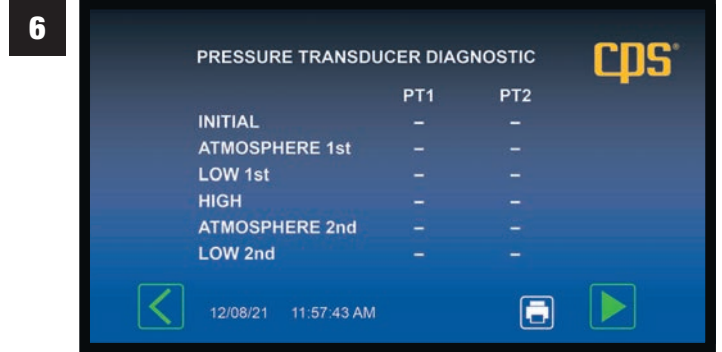 6
PRESSURE TRANSDUCER DIAGNOSTIC
cps®
PT1 PT2
INITIAL – –
ATMOSPHERE 1st – –
LOW 1st – –
HIGH – –
ATMOSPHERE 2nd – –
LOW 2nd – –
12/08/21 11:57:43 AM